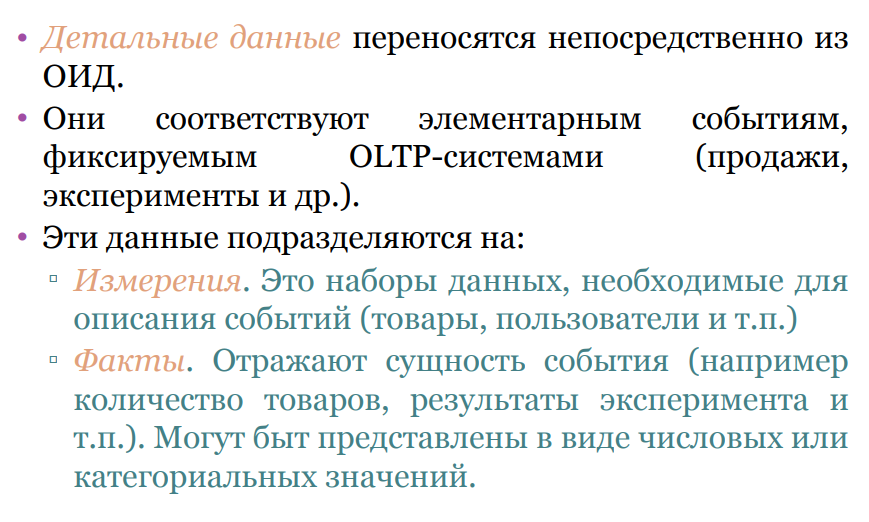 • Детальные данные переносятся непосредственно из
ОИД.
• Они соответствуют элементарным событиям,
фиксируемым OLTP-системами (продажи,
эксперименты и др.).
• Эти данные подразделяются на:
▫ Измерения. Это наборы данных, необходимые для
описания событий (товары, пользователи и т.п.)
▫ Факты. Отражают сущность события (например
количество товаров, результаты эксперимента и
т.п.). Могут быт представлены в виде числовых или
категориальных значений.